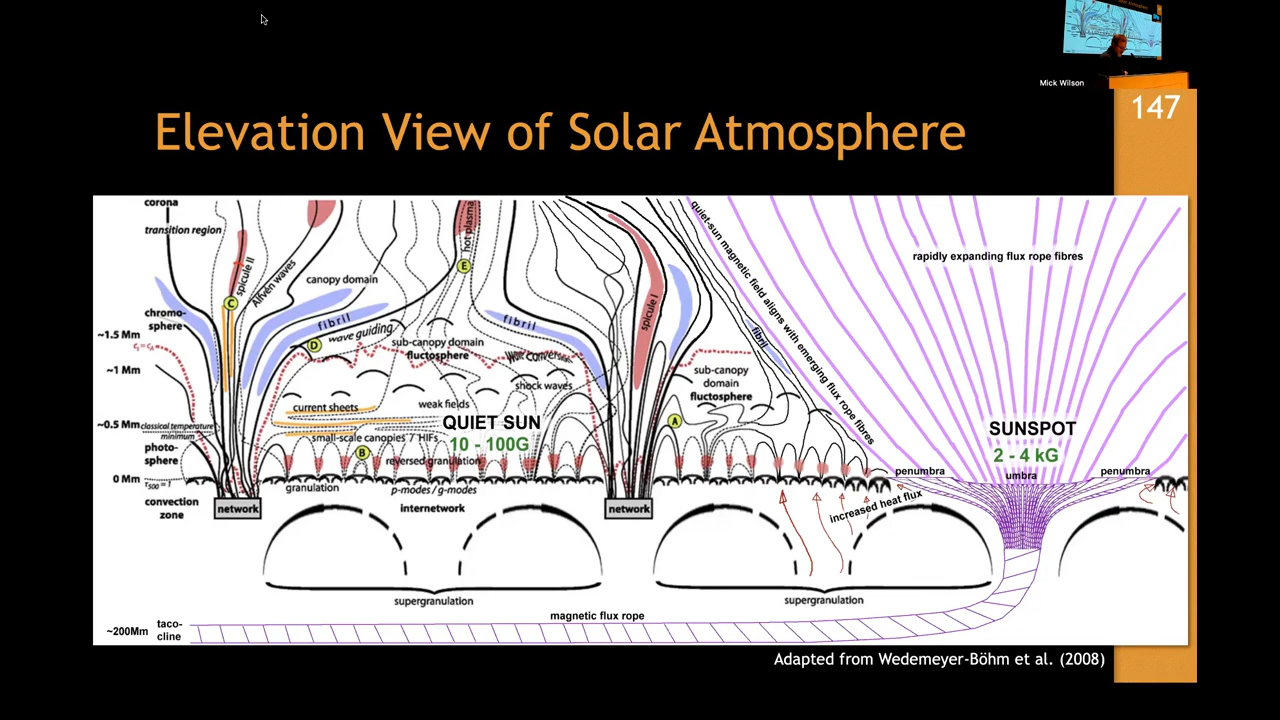 Mick Wilson
147
Elevation View of Solar Atmosphere
corona
transition region
hot plasma
quiet-sun magnetic field aligns with emerging flux rope fibres
rapidly expanding flux rope fibres
E
spicule II
Alfvén waves
canopy domain
C
chromo-
sphere
fibril
fibril
spicule I
fibril
~1.5 Mm
D
wave guiding
sub-canopy domain
fluctosphere
~1 Mm
sub-canopy
domain
fluctosphere
shock waves
current sheets
weak fields
QUIET SUN
10 - 100G
A
SUNSPOT
2 - 4 kG
~0.5 Mm
classical temperature
minimum
small-scale canopies / HIFs
photo-
sphere
B
reversed granulation
penumbra
umbra
penumbra
0 Mm
τ500 = 1
granulation
p-modes / g-modes
increased heat flux
convection
zone
network
internetwork
network
supergranulation
supergranulation
magnetic flux rope
~200Mm
taco-
cline
Adapted from Wedemeyer-Böhm et al. (2008)